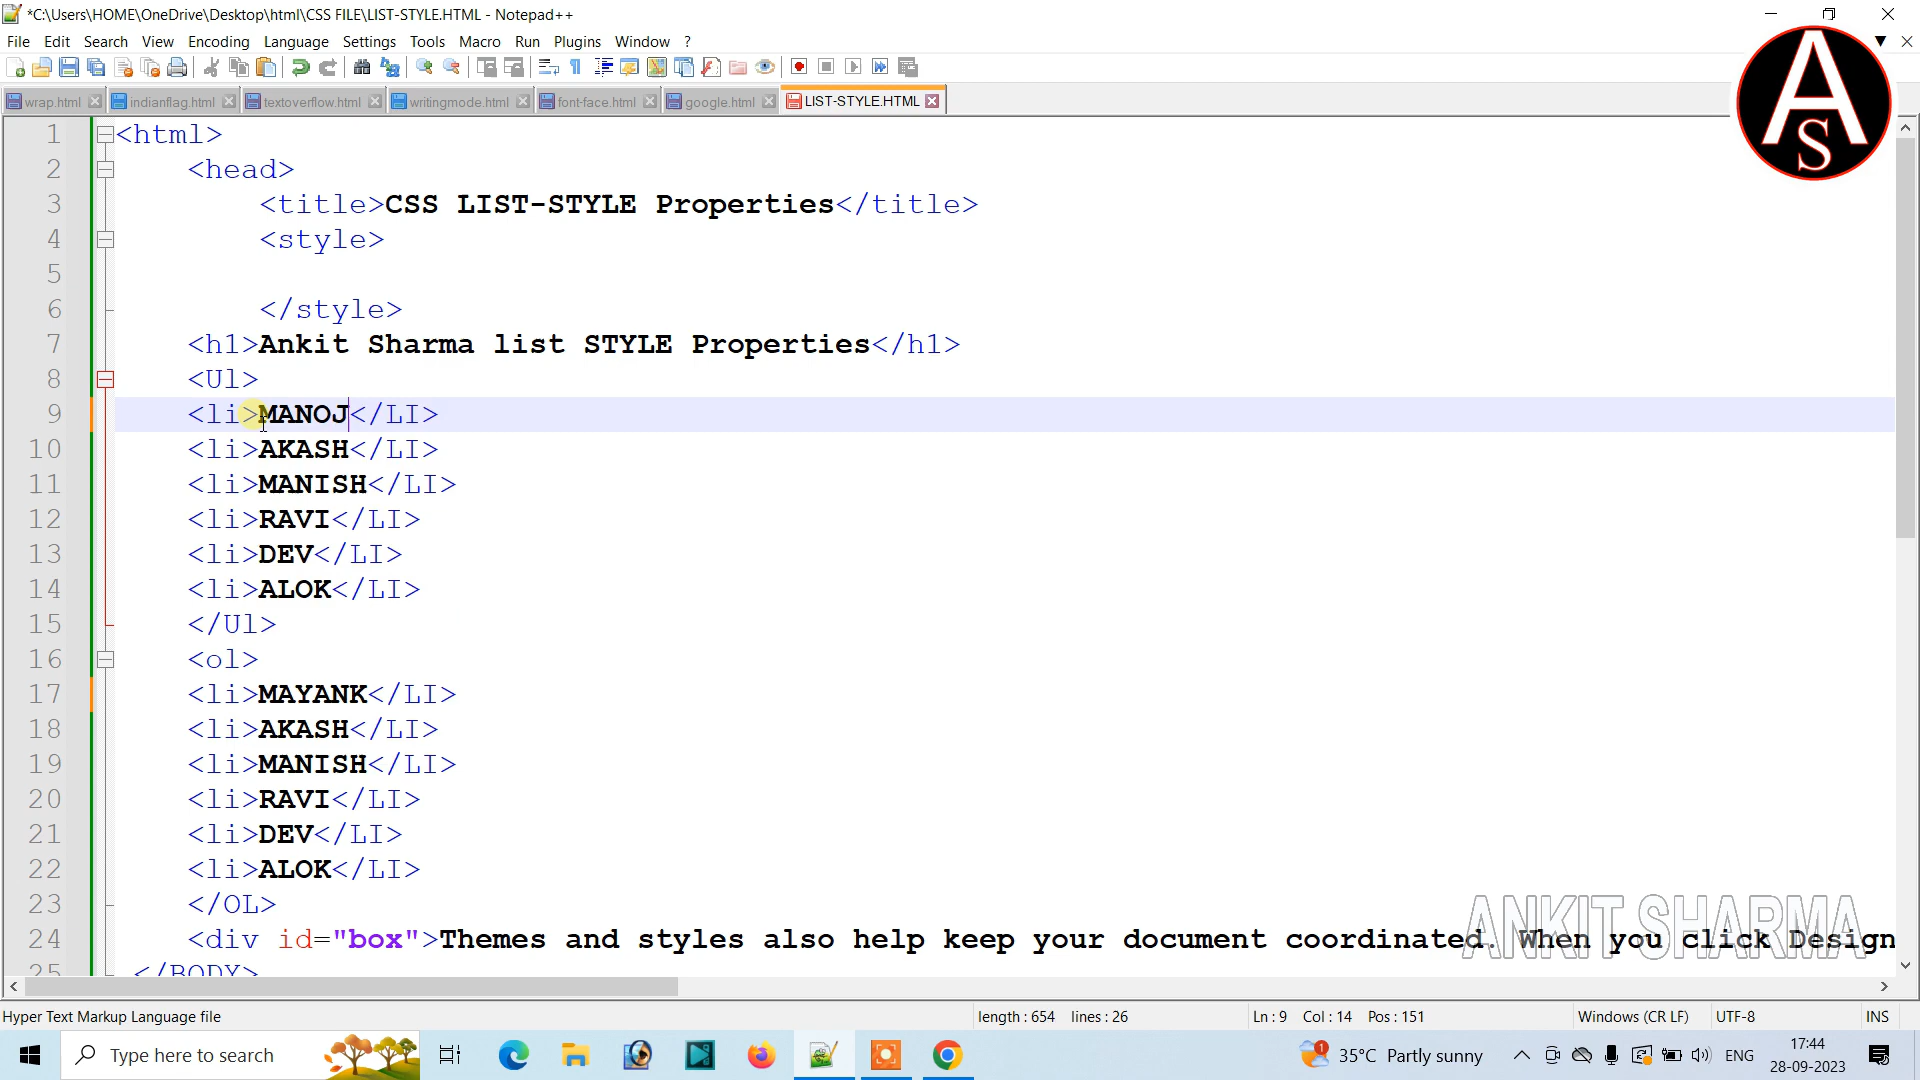 *C:\Users\HOME\OneDrive\Desktop\html\CSS FILE\LIST-STYLE.HTML - Notepad++
File Edit Search View Encoding Language Settings Tools Macro Run Plugins Window ?
wrap.html indianflag.html textoverflow.html writingmode.html font-face.html google.html LIST-STYLE.HTML
AS
1 <html>
2 <head>
3 <title>CSS LIST-STYLE Properties</title>
4 <style>
5
6 </style>
7 <h1>Ankit Sharma list STYLE Properties</h1>
8 <Ul>
9 <li>MANOJ</LI>
10 <li>AKASH</LI>
11 <li>MANISH</LI>
12 <li>RAVI</LI>
13 <li>DEV</LI>
14 <li>ALOK</LI>
15 </Ul>
16 <ol>
17 <li>MAYANK</LI>
18 <li>AKASH</LI>
19 <li>MANISH</LI>
20 <li>RAVI</LI>
21 <li>DEV</LI>
22 <li>ALOK</LI>
23 </OL>
ANKIT SHARMA
24 <div id="box">Themes and styles also help keep your document coordinated. When you click Design
25 </BODY>
Hyper Text Markup Language file length : 654 lines : 26 Ln : 9 Col : 14 Pos : 151 Windows (CR LF) UTF-8 INS
Type here to search 1 35°C Partly sunny ENG 17:44
28-09-2023